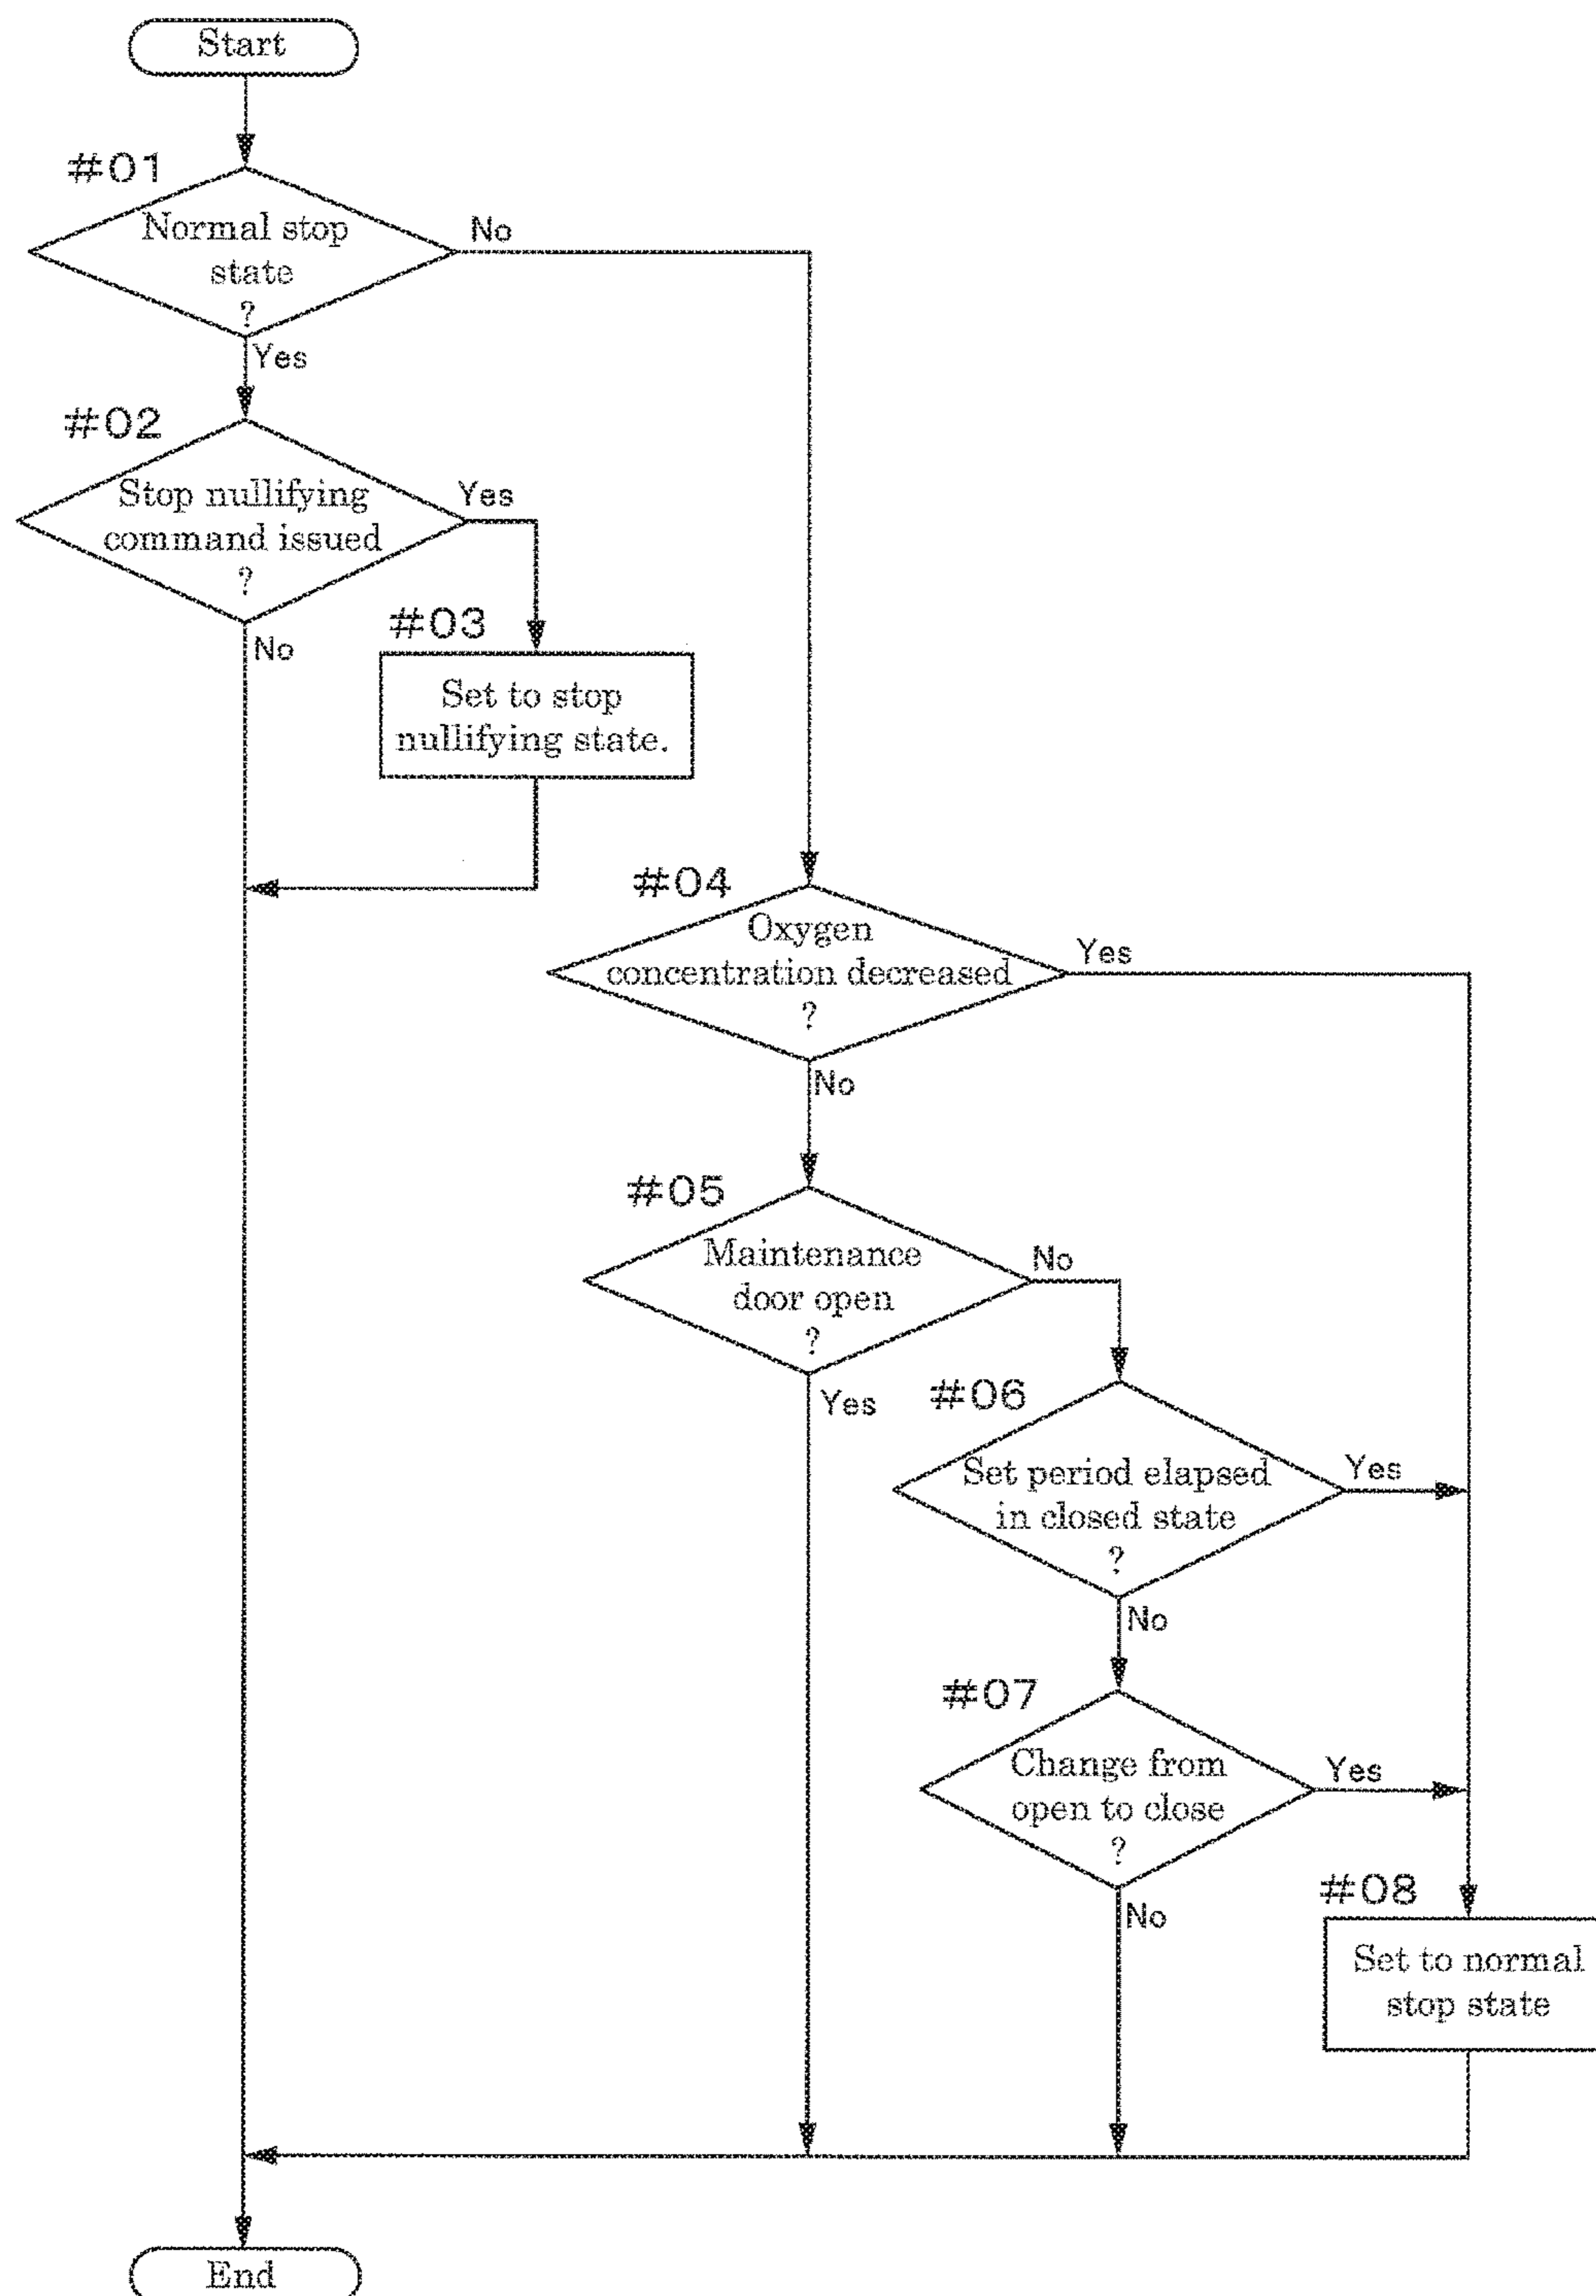 Start
#01
Normal stop
state
?
No
Yes
#02
Stop nullifying
command issued
?
Yes
No
#03
Set to stop
nullifying state.
#04
Oxygen
concentration decreased
?
Yes
No
#05
Maintenance
door open
?
No
Yes
#06
Set period elapsed
in closed state
?
Yes
No
#07
Change from
open to close
?
Yes
No
#08
Set to normal
stop state
End